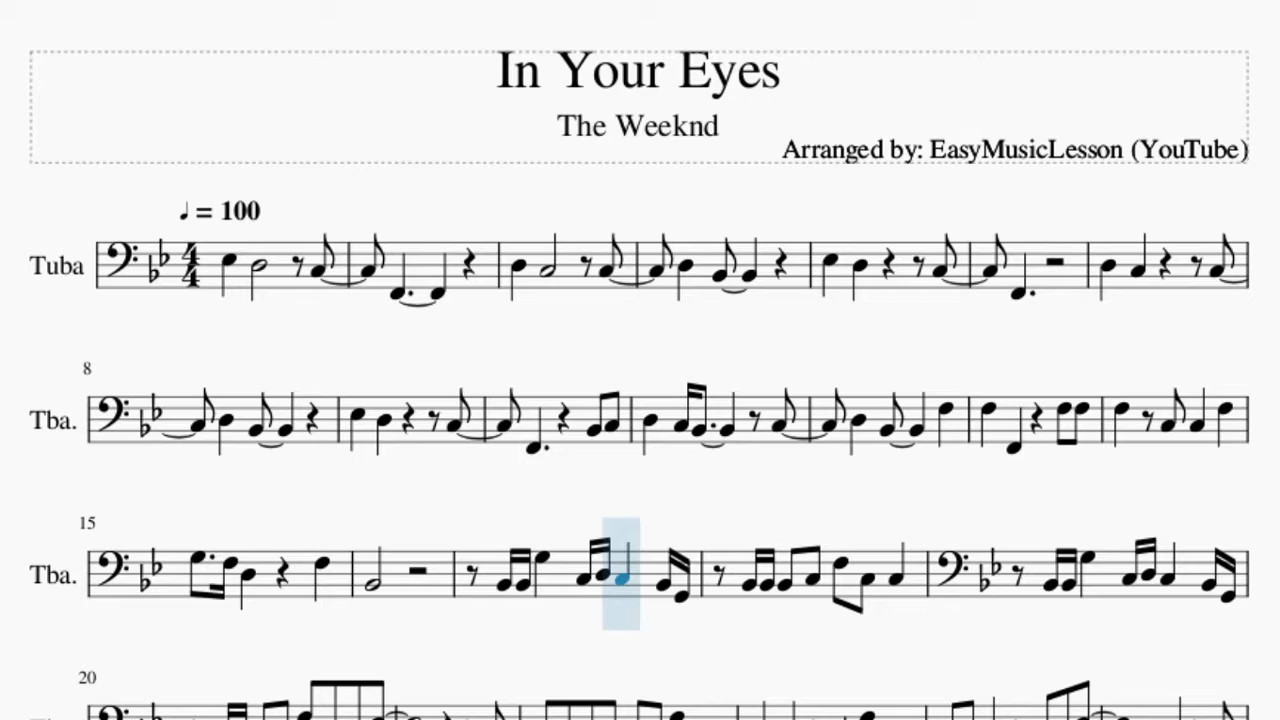 In Your Eyes
The Weeknd
Arranged by: EasyMusicLesson (YouTube)
♩ = 100
Tuba
8
Tba.
15
Tba.
20